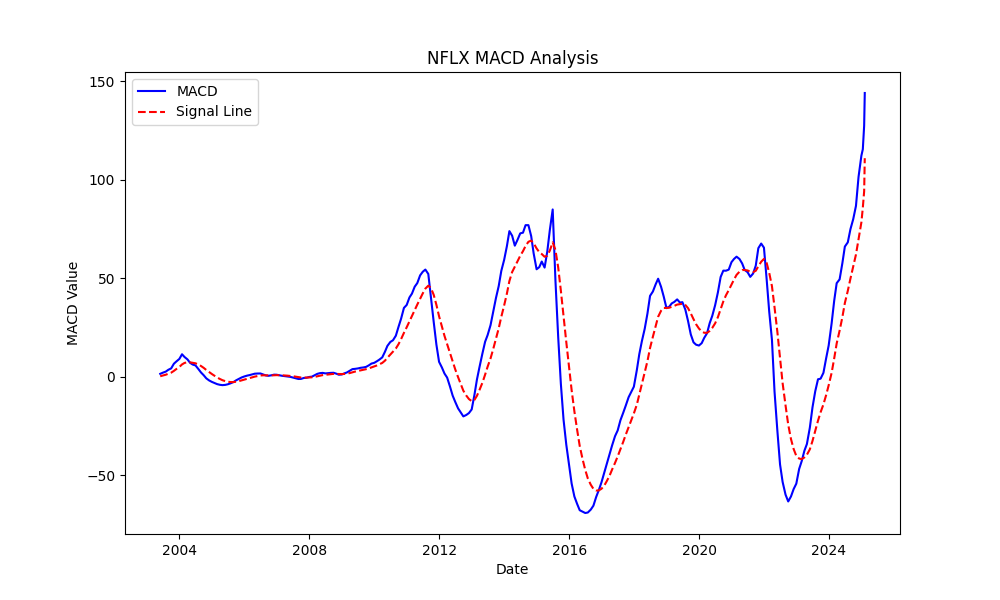 NFLX MACD Analysis
MACD
Signal Line
MACD Value
150
100
50
0
−50
2004
2008
2012
2016
2020
2024
Date